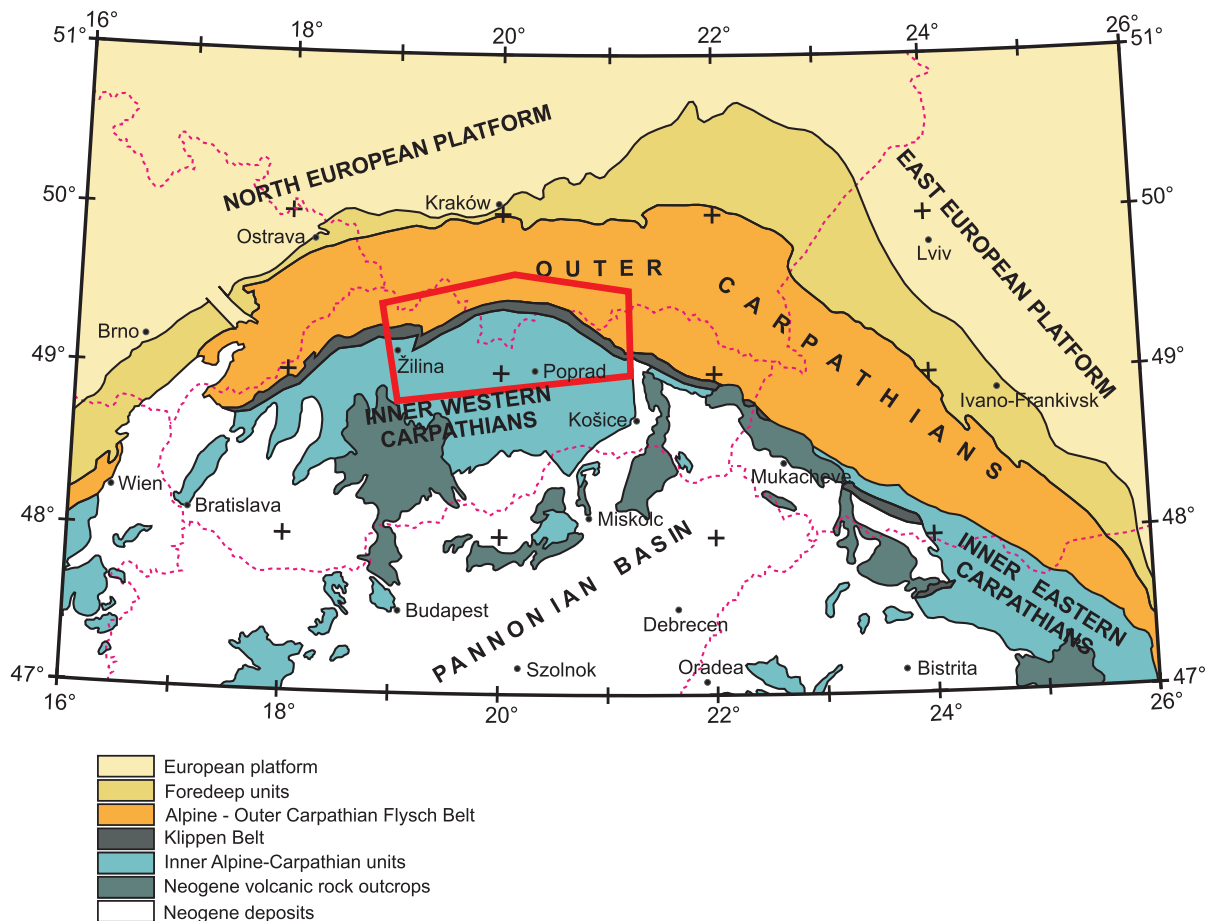 16°
20°
22°
24°
26°
51°
51°
NORTH EUROPEAN PLATFORM
EAST EUROPEAN PLATFORM
50°
50°
Kraków
Ostrava
Lviv
OUTER CARPATHIANS
Brno
49°
49°
Žilina
Poprad
Ivano-Frankivsk
INNER WESTERN
CARPATHIANS
Košice
Wien
Mukacheve
Bratislava
48°
48°
Miskolc
PANNONIAN BASIN
INNER EASTERN
CARPATHIANS
Budapest
Debrecen
Szolnok
Oradea
Bistrita
47°
47°
16°
18°
20°
22°
24°
26°
European platform
Foredeep units
Alpine - Outer Carpathian Flysch Belt
Klippen Belt
Inner Alpine-Carpathian units
Neogene volcanic rock outcrops
Neogene deposits